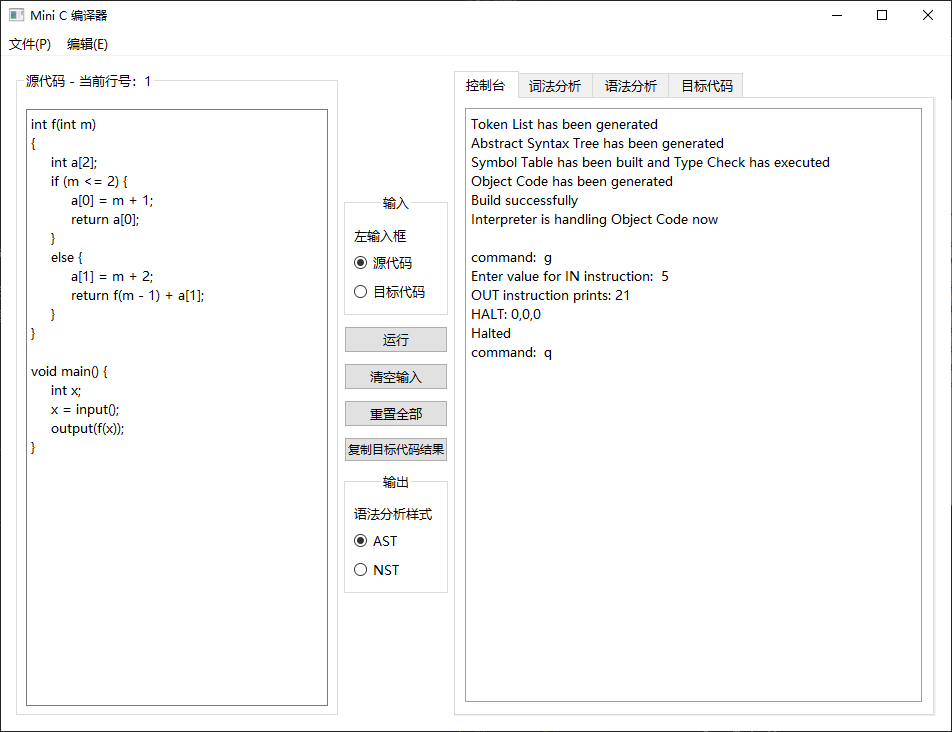 Mini C 编译器
文件(P) 编辑(E)
源代码 - 当前行号: 1
int f(int m)
{
int a[2];
if (m <= 2) {
a[0] = m + 1;
return a[0];
}
else {
a[1] = m + 2;
return f(m - 1) + a[1];
}
}
void main() {
int x;
x = input();
output(f(x));
}
输入
左输入框
源代码
目标代码
运行
清空输入
重置全部
复制目标代码结果
输出
语法分析样式
AST
NST
控制台 词法分析 语法分析 目标代码
Token List has been generated
Abstract Syntax Tree has been generated
Symbol Table has been built and Type Check has executed
Object Code has been generated
Build successfully
Interpreter is handling Object Code now
command: g
Enter value for IN instruction: 5
OUT instruction prints: 21
HALT: 0,0,0
Halted
command: q